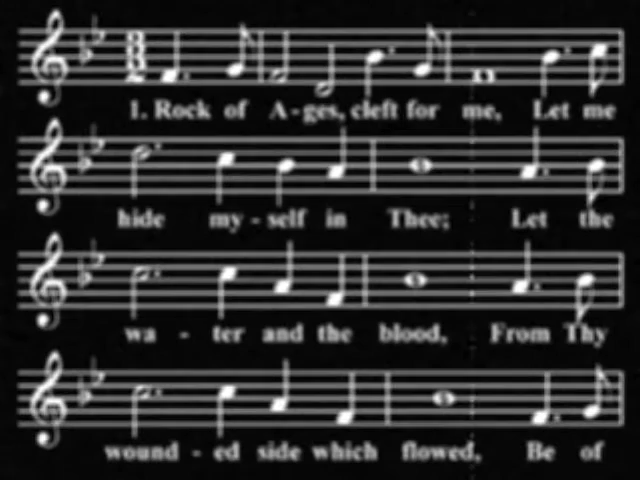 1. Rock of A-ges, cleft for me, Let me
hide my-self in Thee; Let the
wa - ter and the blood, From Thy
wound - ed side which flowed, Be of